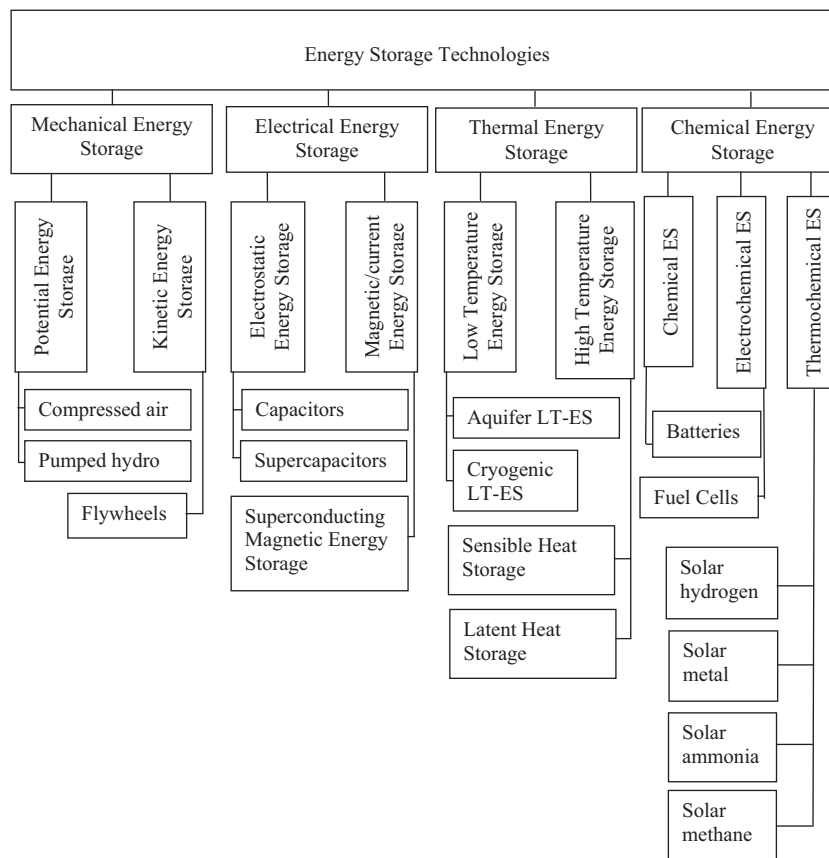 Energy Storage Technologies
Mechanical Energy
Storage
Electrical Energy
Storage
Thermal Energy
Storage
Chemical Energy
Storage
Potential Energy
Storage
Kinetic Energy
Storage
Electrostatic
Energy Storage
Magnetic/current
Energy Storage
Low Temperature
Energy Storage
High Temperature
Energy Storage
Chemical ES
Electrochemical ES
Thermochemical ES
Compressed air
Pumped hydro
Flywheels
Capacitors
Supercapacitors
Superconducting
Magnetic Energy
Storage
Aquifer LT-ES
Cryogenic
LT-ES
Sensible Heat
Storage
Latent Heat
Storage
Batteries
Fuel Cells
Solar
hydrogen
Solar
metal
Solar
ammonia
Solar
methane